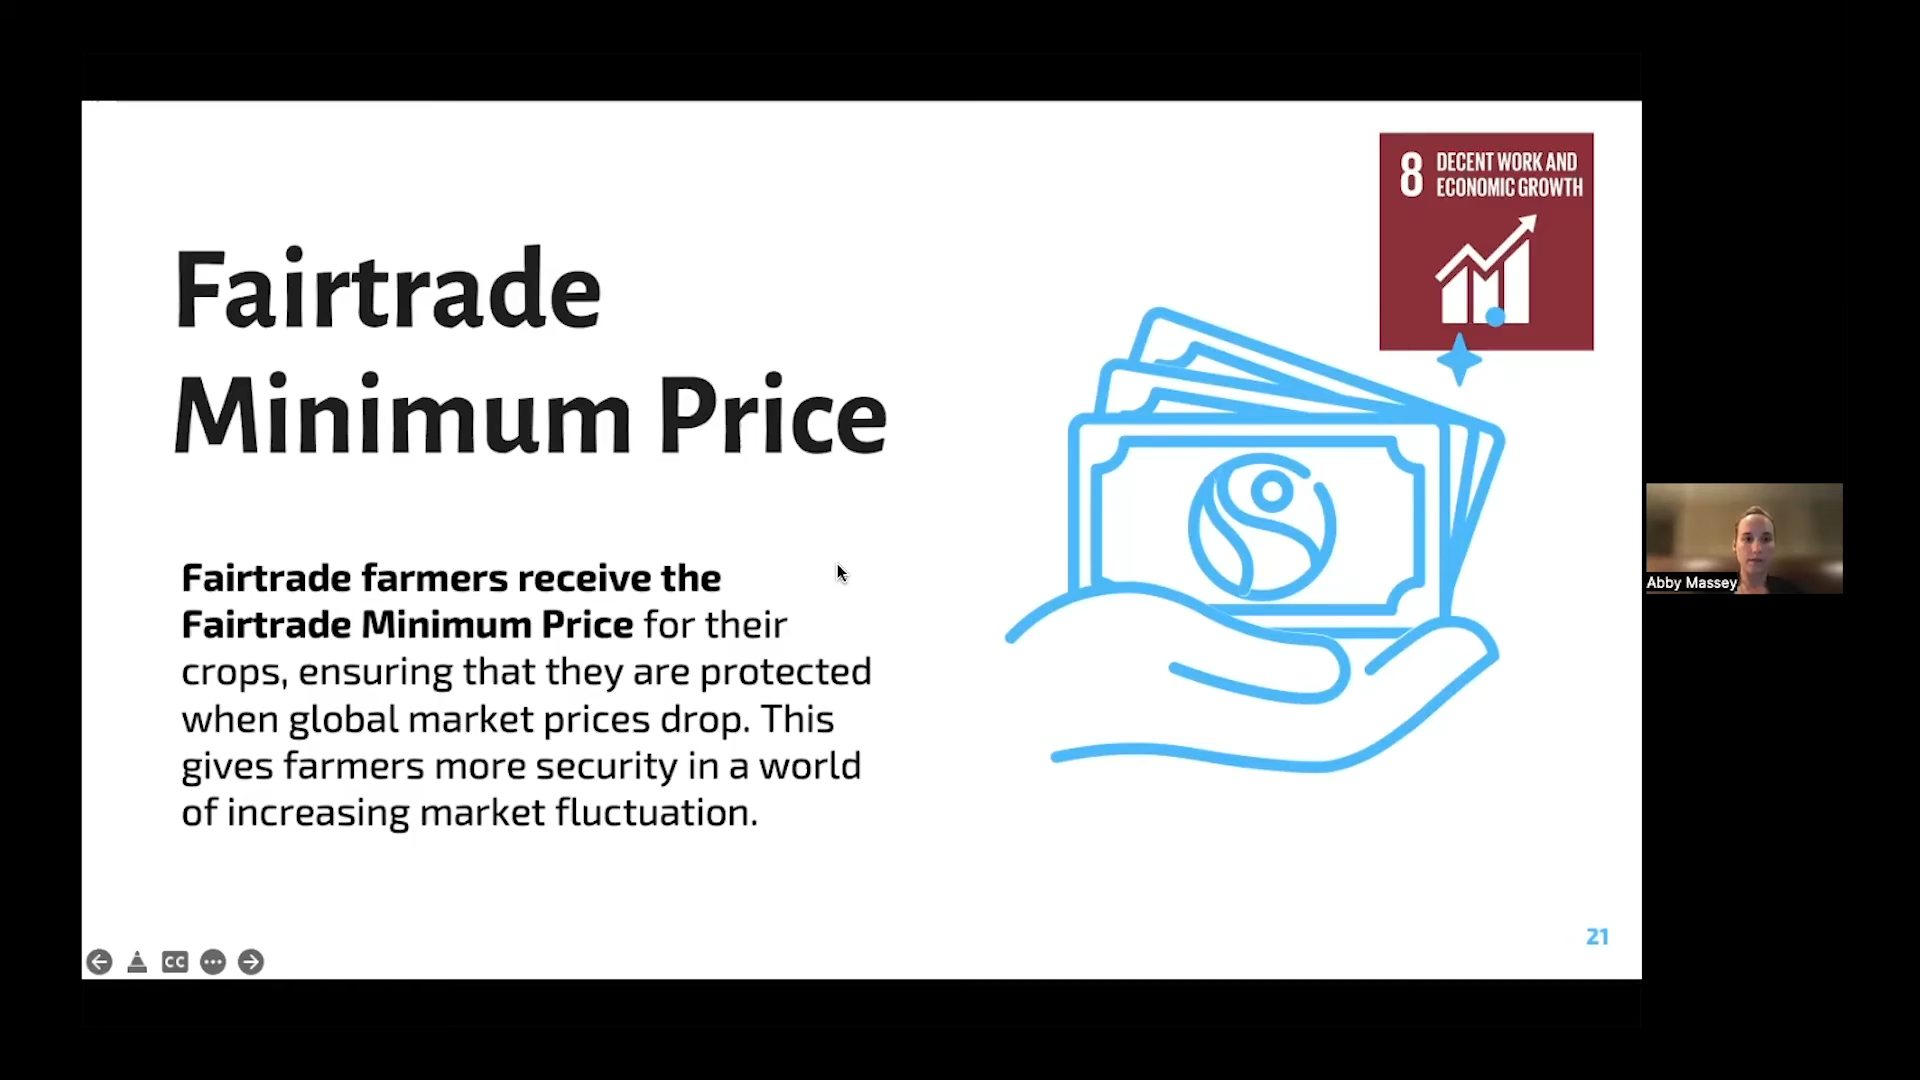 8 DECENT WORK AND
ECONOMIC GROWTH
Fairtrade
Minimum Price
Fairtrade farmers receive the
Fairtrade Minimum Price for their
crops, ensuring that they are protected
when global market prices drop. This
gives farmers more security in a world
of increasing market fluctuation.
Abby Massey
21
CC